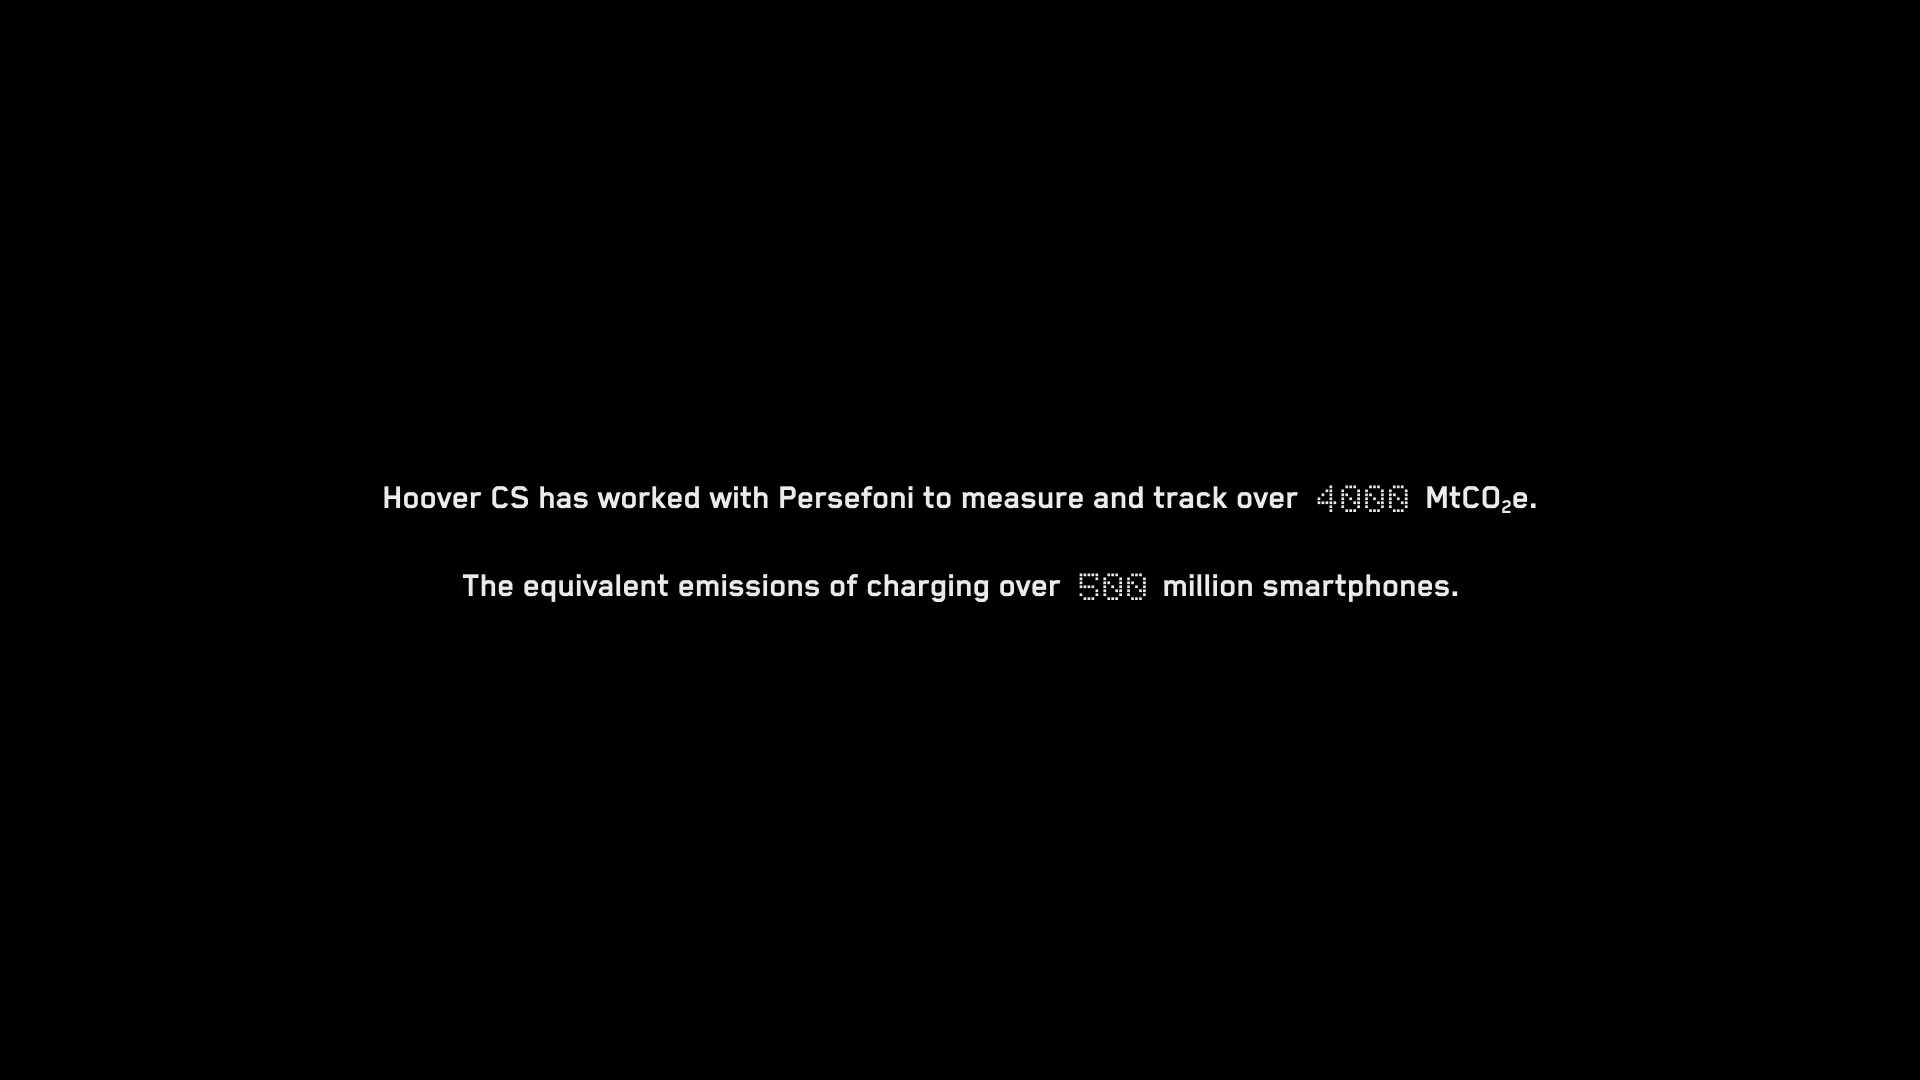 Hoover CS has worked with Persefoni to measure and track over 4000 MtCO₂e.
The equivalent emissions of charging over 500 million smartphones.